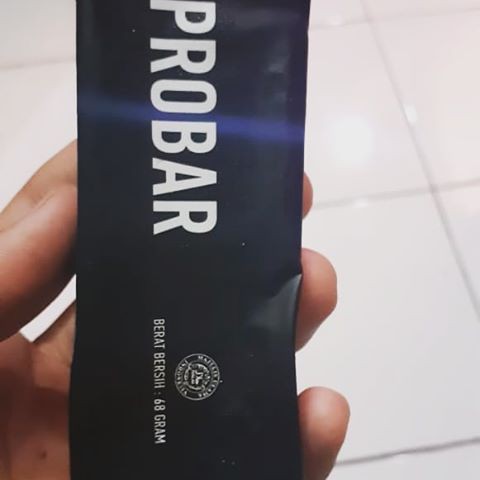 PROBAR
BERAT BERSIH : 68 GRAM